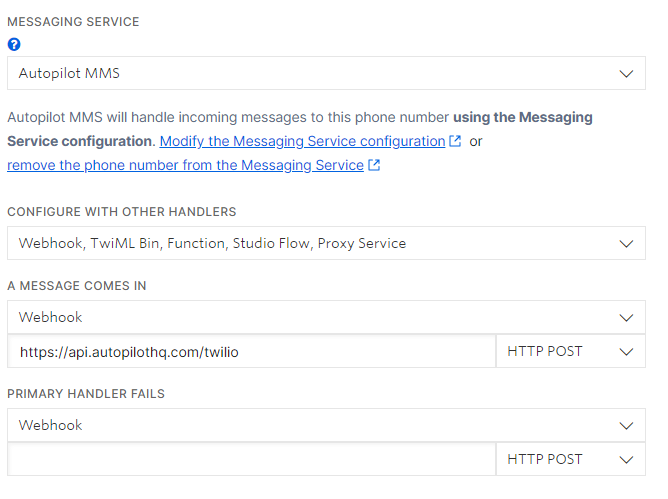 MESSAGING SERVICE
?
Autopilot MMS
Autopilot MMS will handle incoming messages to this phone number using the Messaging
Service configuration. Modify the Messaging Service configuration or
remove the phone number from the Messaging Service
CONFIGURE WITH OTHER HANDLERS
Webhook, TwiML Bin, Function, Studio Flow, Proxy Service
A MESSAGE COMES IN
Webhook
https://api.autopilothq.com/twilio HTTP POST
PRIMARY HANDLER FAILS
Webhook
HTTP POST